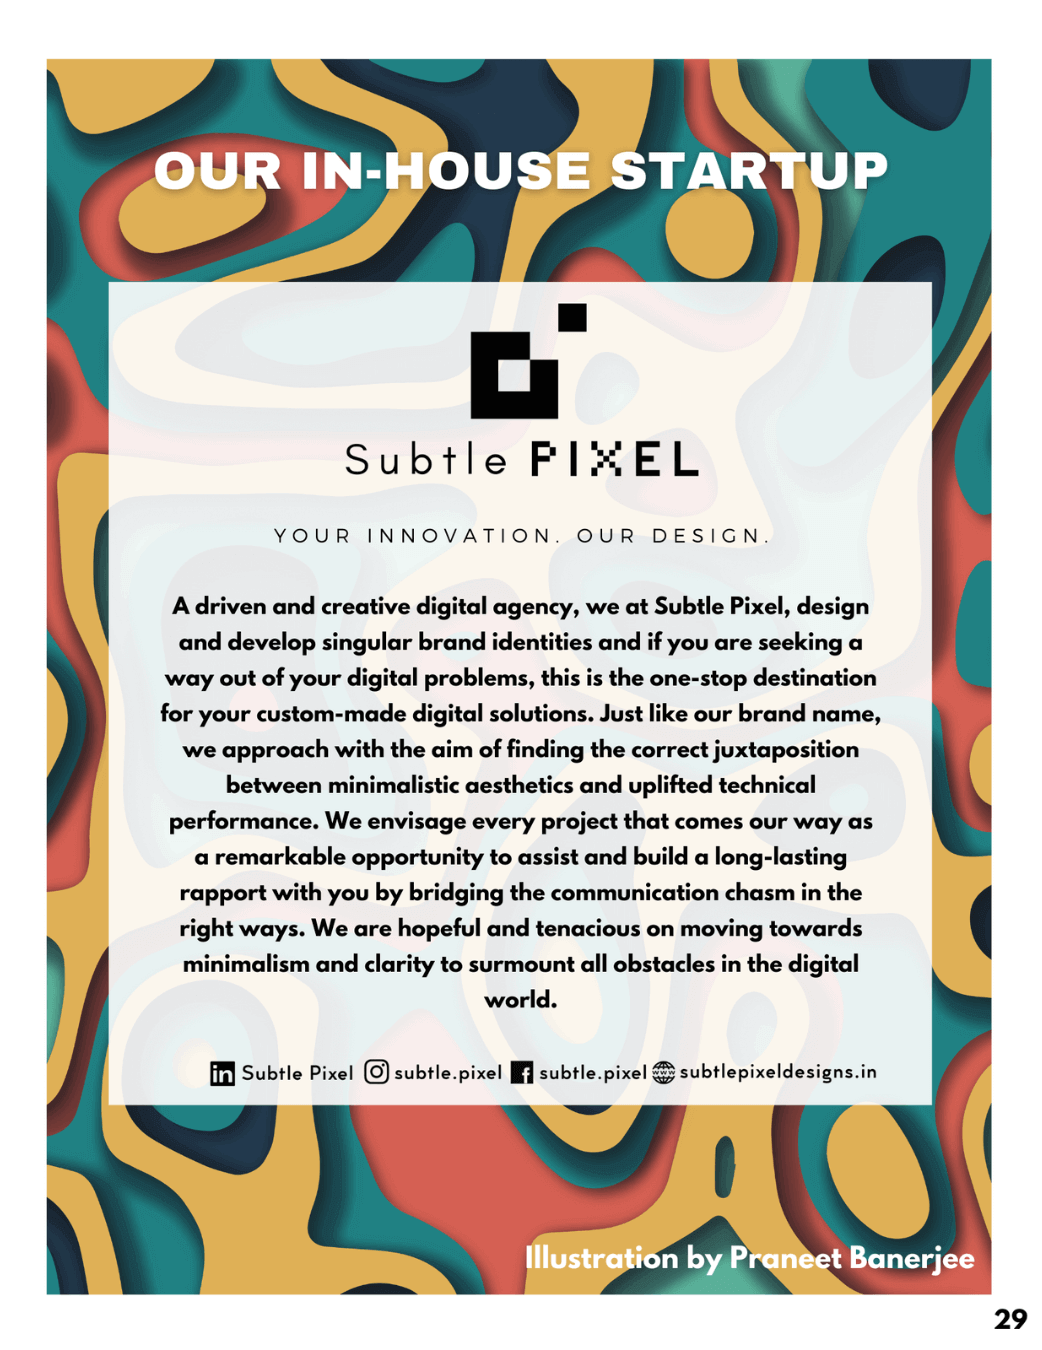 OUR IN-HOUSE STARTUP
Subtle PIXEL
YOUR INNOVATION. OUR DESIGN.
A driven and creative digital agency, we at Subtle Pixel, design
and develop singular brand identities and if you are seeking a
way out of your digital problems, this is the one-stop destination
for your custom-made digital solutions. Just like our brand name,
we approach with the aim of finding the correct juxtaposition
between minimalistic aesthetics and uplifted technical
performance. We envisage every project that comes our way as
a remarkable opportunity to assist and build a long-lasting
rapport with you by bridging the communication chasm in the
right ways. We are hopeful and tenacious on moving towards
minimalism and clarity to surmount all obstacles in the digital
world.
in Subtle Pixel subtle.pixel f subtle.pixel www subtlepixeldesigns.in
Illustration by Praneet Banerjee
29